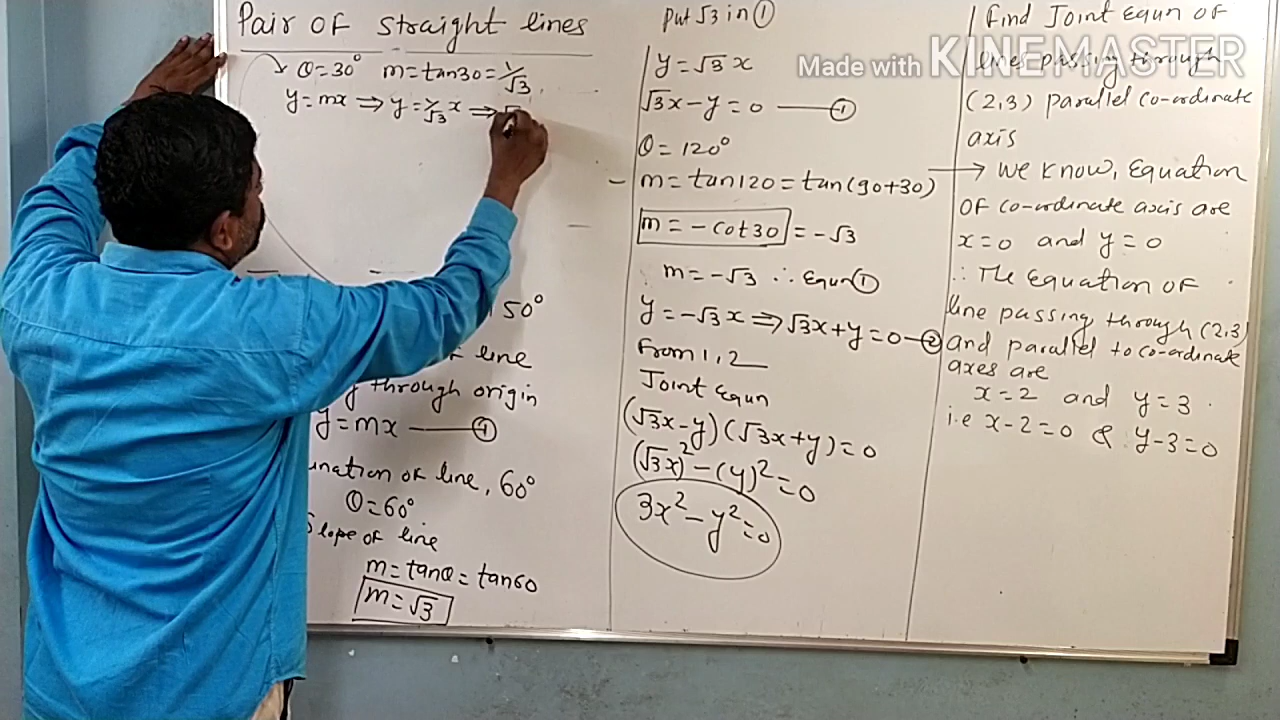 Pair of straight lines
θ=30° m=tan30=1/√3
y=mx ⇒ y=1/√3 x ⇒ √3
50°
line
through origin
y=mx —①
ination of line, 60°
θ=60°
Slope of line
m=tanθ=tan60
m=√3
Put √3 in ①
y=√3x
√3x-y=0 —①
θ=120°
m=tan120=tan(90+30)
m=-cot30=-√3
m=-√3 ∴ Equn ①
y=-√3x ⇒ √3x+y=0 —②
From 1,2
Joint Equn
(√3x-y)(√3x+y)=0
(√3x)²-(y)²=0
3x²-y²=0
Made with KINEMASTER
Find Joint Equn of
lines passing through
(2,3) parallel co-ordinate
axis
→ We know, Equation
of co-ordinate axis are
x=0 and y=0
∴ The Equation of
line passing through (2,3)
and parallel to co-ordinate
axes are
x=2 and y=3.
i.e x-2=0 & y-3=0